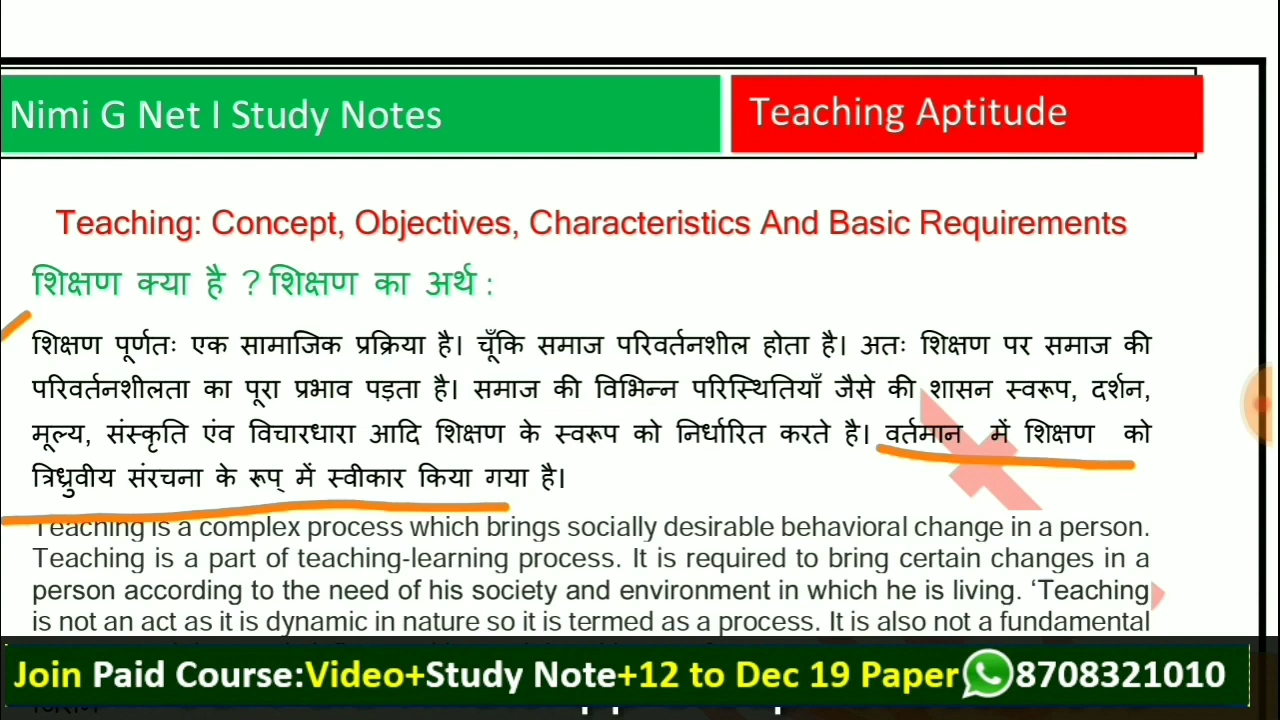 Nimi G Net I Study Notes
Teaching Aptitude
Teaching: Concept, Objectives, Characteristics And Basic Requirements
शिक्षण क्या है ? शिक्षण का अर्थ :
शिक्षण पूर्णतः एक सामाजिक प्रक्रिया है। चूँकि समाज परिवर्तनशील होता है। अतः शिक्षण पर समाज की
परिवर्तनशीलता का पूरा प्रभाव पड़ता है। समाज की विभिन्न परिस्थितियाँ जैसे की शासन स्वरूप, दर्शन,
मूल्य, संस्कृति एंव विचारधारा आदि शिक्षण के स्वरूप को निर्धारित करते है। वर्तमान में शिक्षण को
त्रिध्रुवीय संरचना के रूप् में स्वीकार किया गया है।
Teaching is a complex process which brings socially desirable behavioral change in a person.
Teaching is a part of teaching-learning process. It is required to bring certain changes in a
person according to the need of his society and environment in which he is living. ‘Teaching
is not an act as it is dynamic in nature so it is termed as a process. It is also not a fundamental
Join Paid Course:Video+Study Note+12 to Dec 19 Paper 8708321010